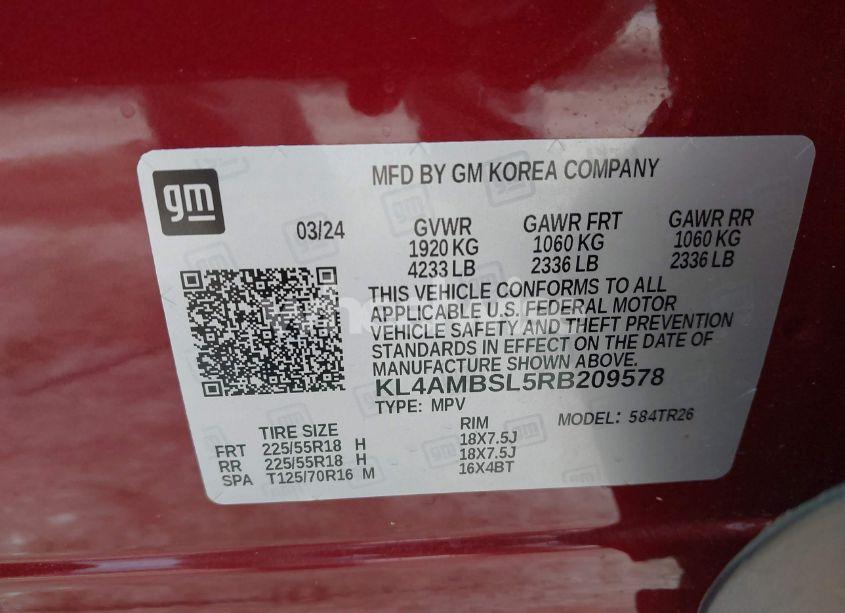 gm
MFD BY GM KOREA COMPANY
03/24
GVWR GAWR FRT GAWR RR
1920 KG 1060 KG 1060 KG
4233 LB 2336 LB 2336 LB
THIS VEHICLE CONFORMS TO ALL
APPLICABLE U.S. FEDERAL MOTOR
VEHICLE SAFETY AND THEFT PREVENTION
STANDARDS IN EFFECT ON THE DATE OF
MANUFACTURE SHOWN ABOVE.
KL4AMBSL5RB209578
TYPE: MPV
MODEL: 584TR26
TIRE SIZE RIM
FRT 225/55R18 H 18X7.5J
RR 225/55R18 H 18X7.5J
SPA T125/70R16 M 16X4BT